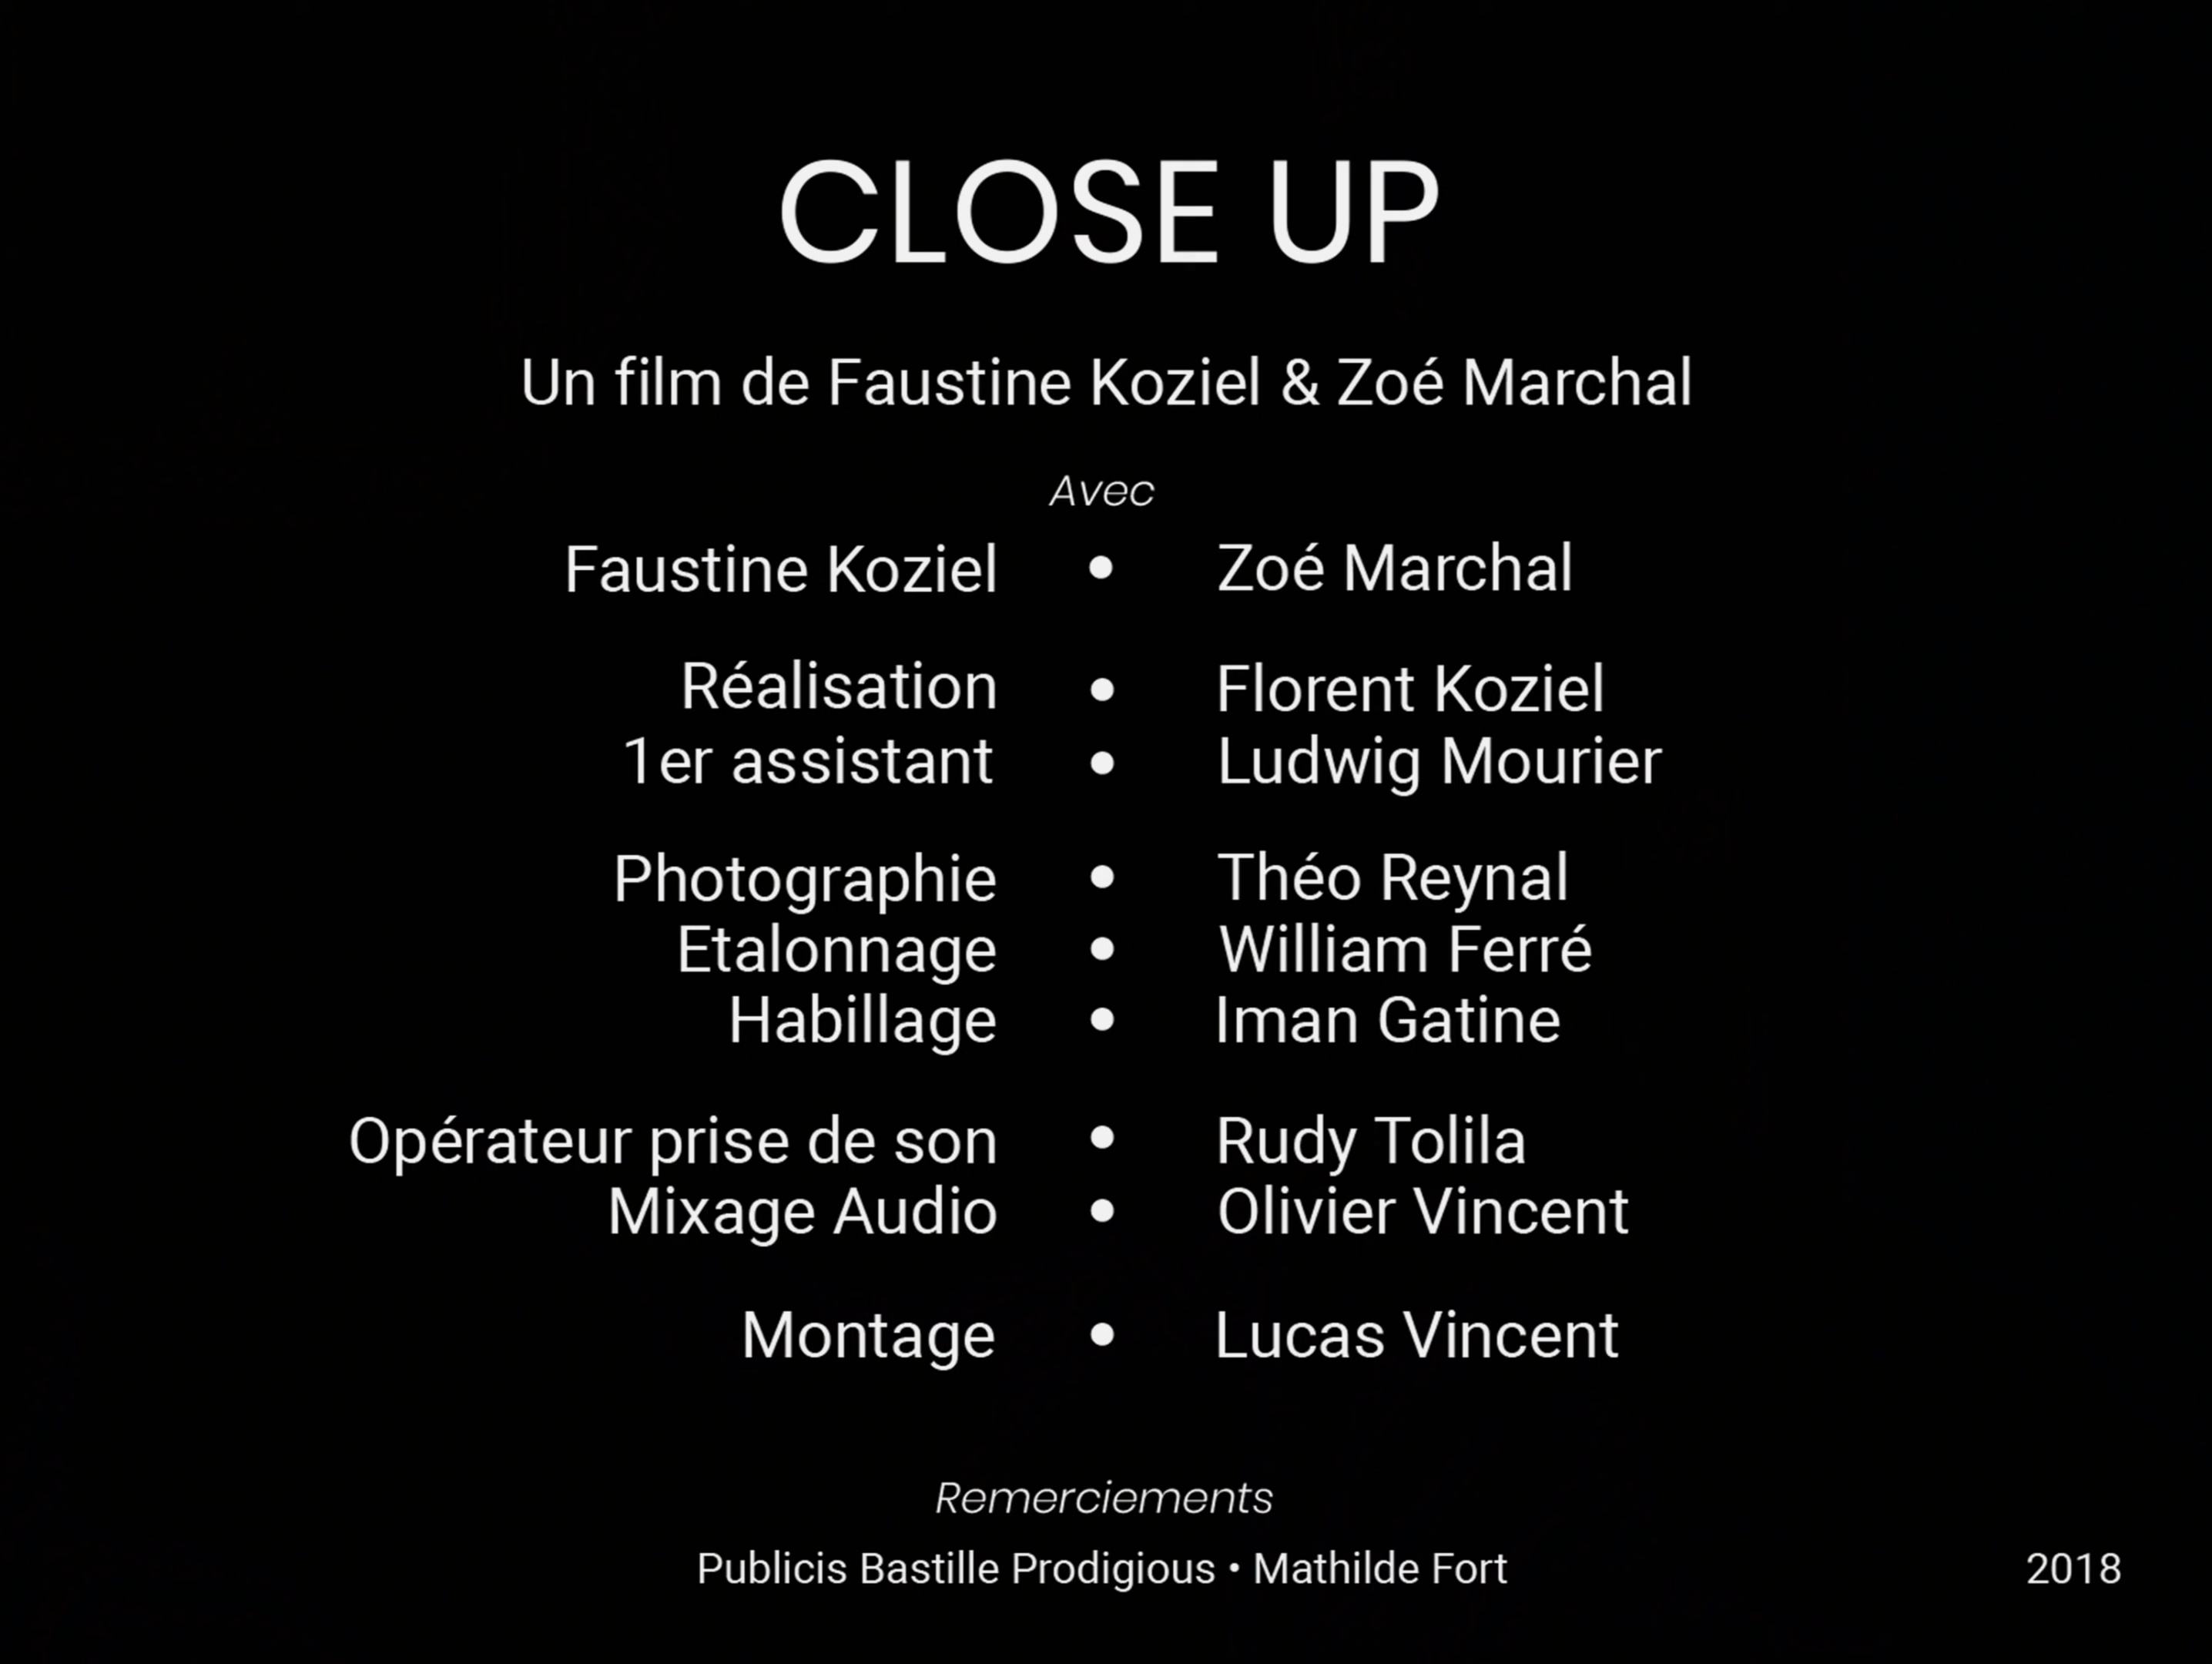 CLOSE UP
Un film de Faustine Koziel & Zoé Marchal
Avec
Faustine Koziel • Zoé Marchal
Réalisation • Florent Koziel
1er assistant • Ludwig Mourier
Photographie • Théo Reynal
Etalonnage • William Ferré
Habillage • Iman Gatine
Opérateur prise de son • Rudy Tolila
Mixage Audio • Olivier Vincent
Montage • Lucas Vincent
Remerciements
Publicis Bastille Prodigious • Mathilde Fort
2018